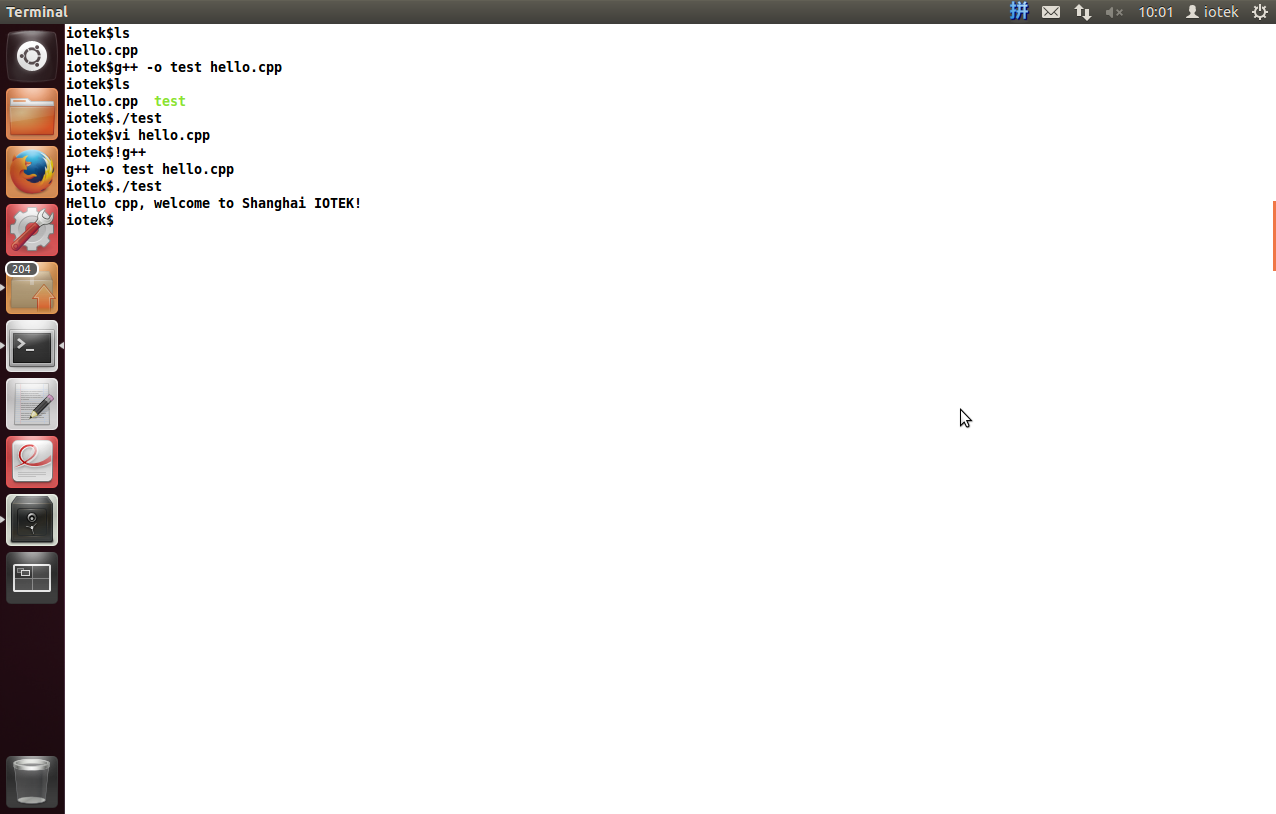 Terminal
拼
10:01
iotek
iotek$ls
hello.cpp
iotek$g++ -o test hello.cpp
iotek$ls
hello.cpp  test
iotek$./test
iotek$vi hello.cpp
iotek$!g++
g++ -o test hello.cpp
iotek$./test
Hello cpp, welcome to Shanghai IOTEK!
iotek$
204
>_